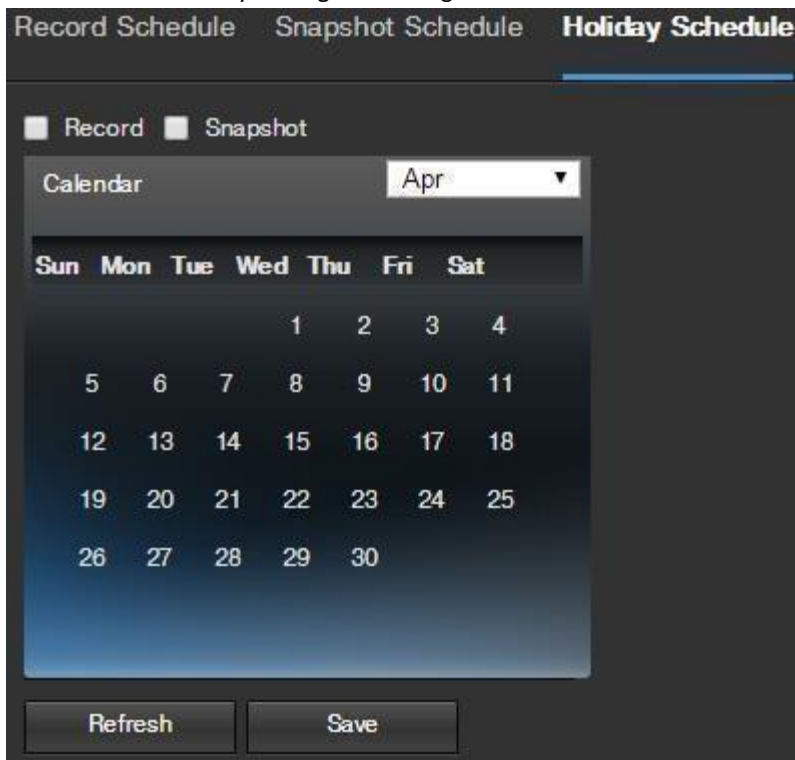 Record Schedule Snapshot Schedule Holiday Schedule
Record Snapshot
Calendar Apr
Sun Mon Tue Wed Thu Fri Sat
1 2 3 4
5 6 7 8 9 10 11
12 13 14 15 16 17 18
19 20 21 22 23 24 25
26 27 28 29 30
Refresh Save